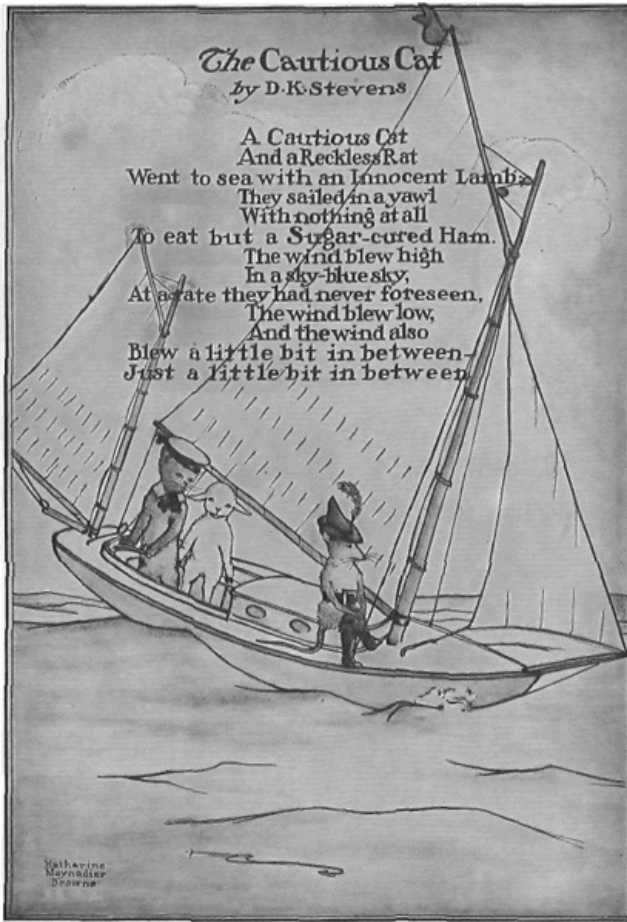 The Cautious Cat
by D.K.Stevens
A Cautious Cat
And a Reckless Rat
Went to sea with an Innocent Lamb;
They sailed in a yawl
With nothing at all
To eat but a Sugar-cured Ham.
The wind blew high
In a sky-blue sky,
At a rate they had never foreseen,
The wind blew low,
And the wind also
Blew a little bit in between-
Just a little bit in between.
Katharine
Maynadier
Browne